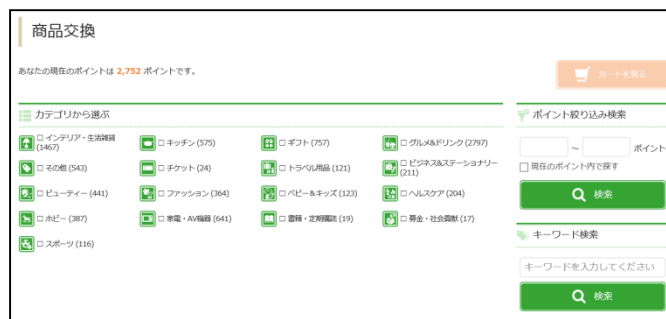 商品交換
あなたの現在のポイントは 2,752 ポイントです。
カートを見る
カテゴリから選ぶ
インテリア・生活雑貨
(1467)
キッチン (575)
ギフト (757)
グルメ&ドリンク (2797)
その他 (543)
チケット (24)
トラベル用品 (121)
ビジネス&ステーショナリー
(211)
ビューティー (441)
ファッション (364)
ベビー&キッズ (123)
ヘルスケア (204)
ホビー (387)
家電・AV機器 (641)
書籍・定期購読 (19)
募金・社会貢献 (17)
スポーツ (116)
ポイント絞り込み検索
～ ポイント
現在のポイント内で探す
検索
キーワード検索
キーワードを入力してください
検索